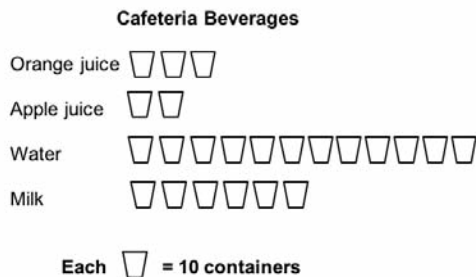 Cafeteria Beverages
Orange juice
Apple juice
Water
Milk
Each = 10 containers